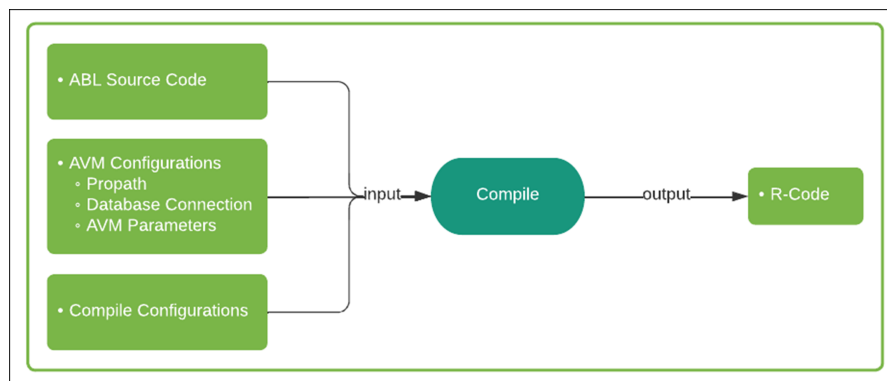 • ABL Source Code
• AVM Configurations
◦ Propath
◦ Database Connection
◦ AVM Parameters
• Compile Configurations
input
Compile
output
• R-Code